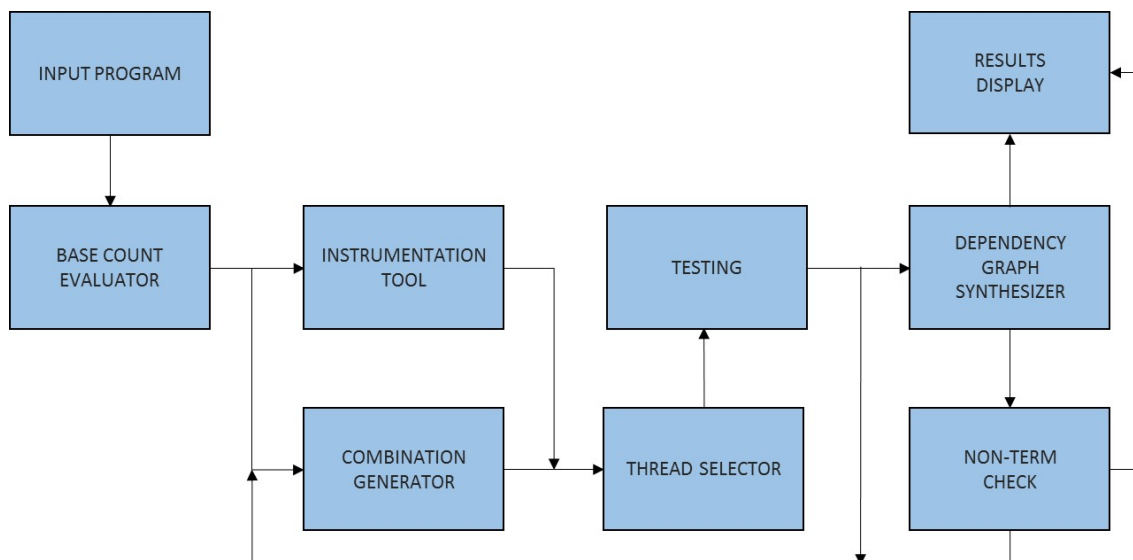 INPUT PROGRAM
RESULTS
DISPLAY
BASE COUNT
EVALUATOR
INSTRUMENTATION
TOOL
TESTING
DEPENDENCY
GRAPH
SYNTHESIZER
COMBINATION
GENERATOR
THREAD SELECTOR
NON-TERM
CHECK